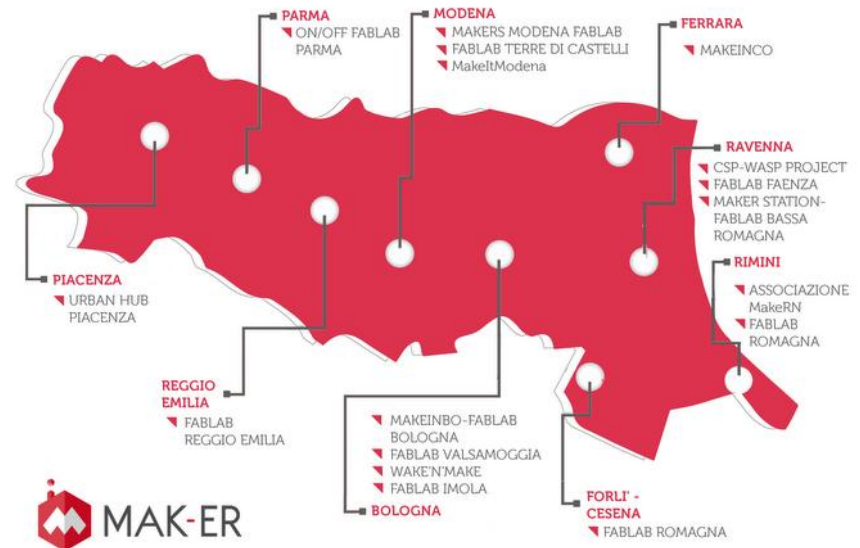 PARMA
ON/OFF FABLAB
PARMA
MODENA
MAKERS MODENA FABLAB
FABLAB TERRE DI CASTELLI
MakeItModena
FERRARA
MAKEINCO
RAVENNA
CSP-WASP PROJECT
FABLAB FAENZA
MAKER STATION-
FABLAB BASSA
ROMAGNA
RIMINI
ASSOCIAZIONE
MakeRN
FABLAB
ROMAGNA
PIACENZA
URBAN HUB
PIACENZA
REGGIO
EMILIA
FABLAB
REGGIO EMILIA
MAKEINBO-FABLAB
BOLOGNA
FABLAB VALSAMOGGIA
WAKE'N'MAKE
FABLAB IMOLA
BOLOGNA
FORLI' -
CESENA
FABLAB ROMAGNA
MAK-ER